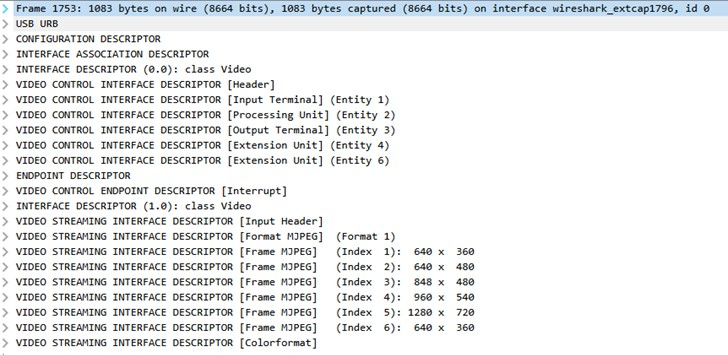 Frame 1753: 1083 bytes on wire (8664 bits), 1083 bytes captured (8664 bits) on interface wireshark_extcap1796, id 0
USB URB
CONFIGURATION DESCRIPTOR
INTERFACE ASSOCIATION DESCRIPTOR
INTERFACE DESCRIPTOR (0.0): class Video
VIDEO CONTROL INTERFACE DESCRIPTOR [Header]
VIDEO CONTROL INTERFACE DESCRIPTOR [Input Terminal] (Entity 1)
VIDEO CONTROL INTERFACE DESCRIPTOR [Processing Unit] (Entity 2)
VIDEO CONTROL INTERFACE DESCRIPTOR [Output Terminal] (Entity 3)
VIDEO CONTROL INTERFACE DESCRIPTOR [Extension Unit] (Entity 4)
VIDEO CONTROL INTERFACE DESCRIPTOR [Extension Unit] (Entity 6)
ENDPOINT DESCRIPTOR
VIDEO CONTROL ENDPOINT DESCRIPTOR [Interrupt]
INTERFACE DESCRIPTOR (1.0): class Video
VIDEO STREAMING INTERFACE DESCRIPTOR [Input Header]
VIDEO STREAMING INTERFACE DESCRIPTOR [Format MJPEG]  (Format 1)
VIDEO STREAMING INTERFACE DESCRIPTOR [Frame MJPEG]   (Index  1):  640 x  360
VIDEO STREAMING INTERFACE DESCRIPTOR [Frame MJPEG]   (Index  2):  640 x  480
VIDEO STREAMING INTERFACE DESCRIPTOR [Frame MJPEG]   (Index  3):  848 x  480
VIDEO STREAMING INTERFACE DESCRIPTOR [Frame MJPEG]   (Index  4):  960 x  540
VIDEO STREAMING INTERFACE DESCRIPTOR [Frame MJPEG]   (Index  5): 1280 x  720
VIDEO STREAMING INTERFACE DESCRIPTOR [Frame MJPEG]   (Index  6):  640 x  360
VIDEO STREAMING INTERFACE DESCRIPTOR [Colorformat]